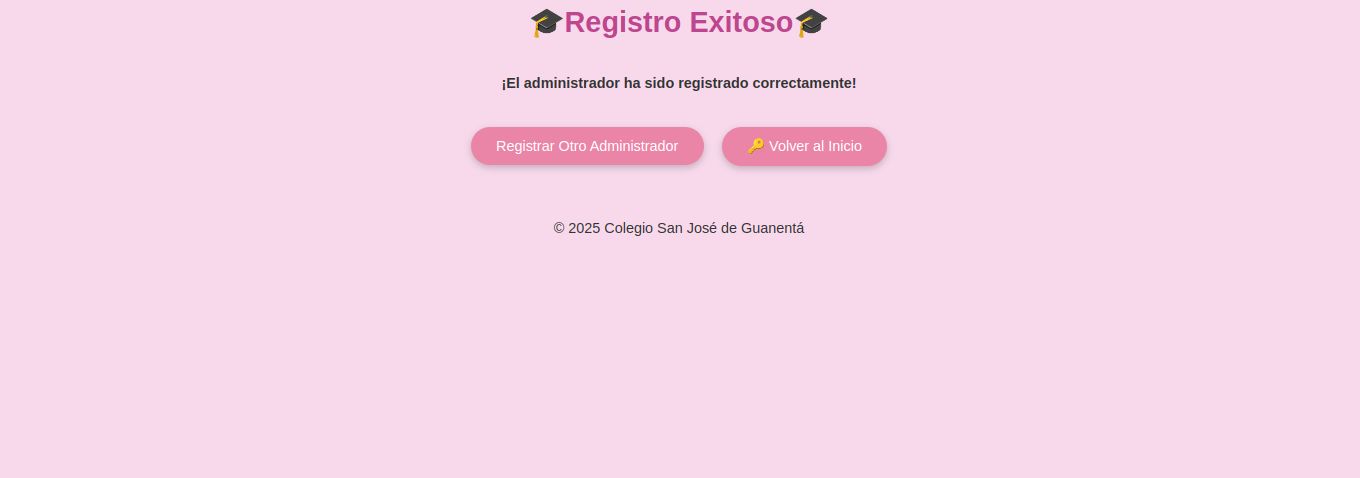 🎓Registro Exitoso🎓
¡El administrador ha sido registrado correctamente!
Registrar Otro Administrador
🔑 Volver al Inicio
© 2025 Colegio San José de Guanentá